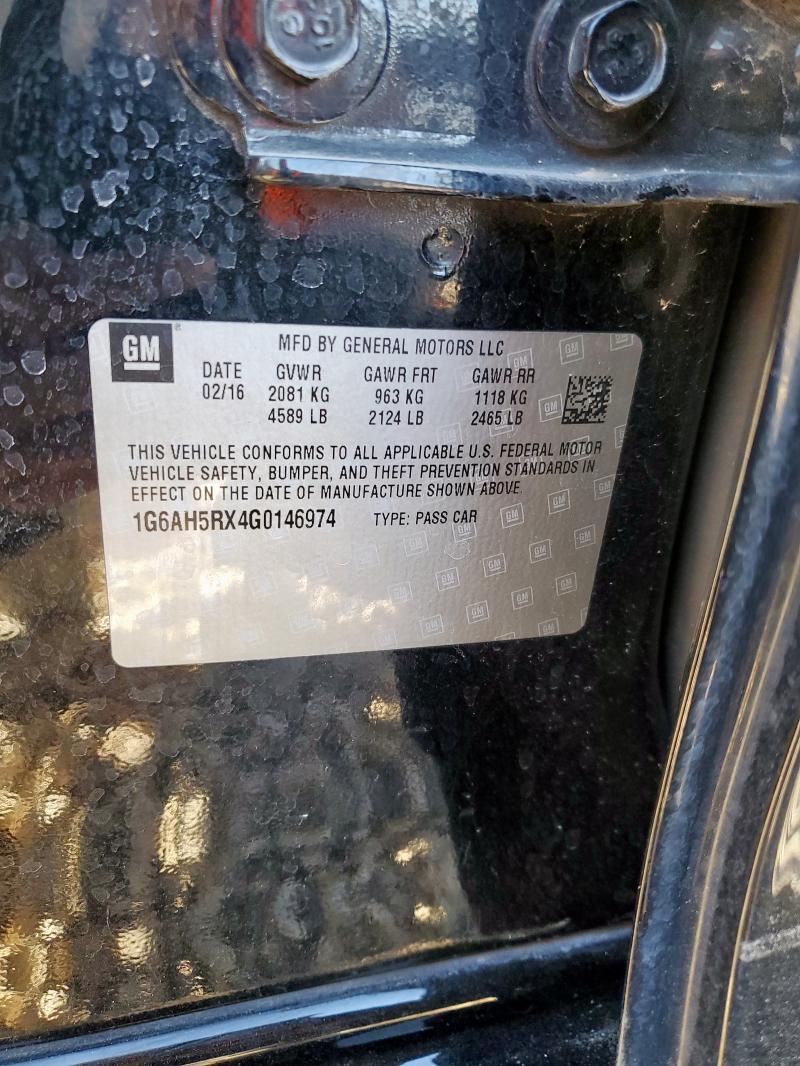 GM
MFD BY GENERAL MOTORS LLC
DATE GVWR GAWR FRT GAWR RR
02/16 2081 KG 963 KG 1118 KG
4589 LB 2124 LB 2465 LB
THIS VEHICLE CONFORMS TO ALL APPLICABLE U.S. FEDERAL MOTOR
VEHICLE SAFETY, BUMPER, AND THEFT PREVENTION STANDARDS IN
EFFECT ON THE DATE OF MANUFACTURE SHOWN ABOVE.
1G6AH5RX4G0146974 TYPE: PASS CAR